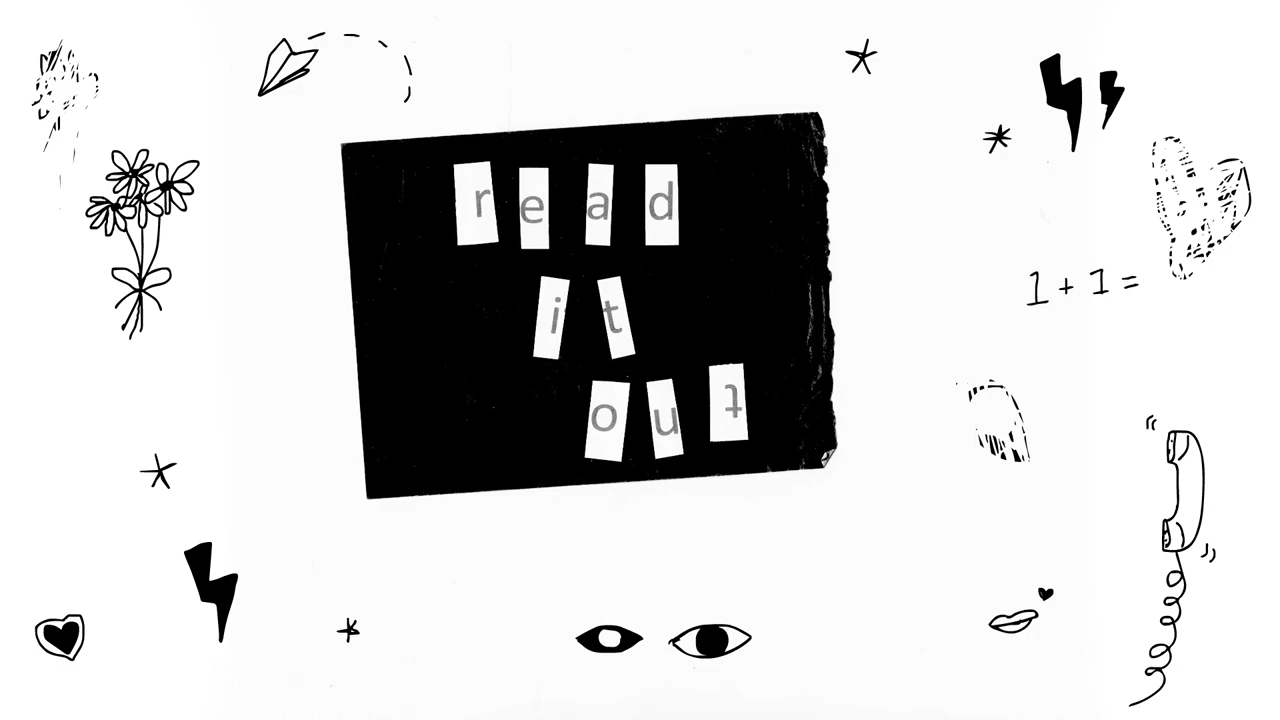 read
it
out
1 + 1 =